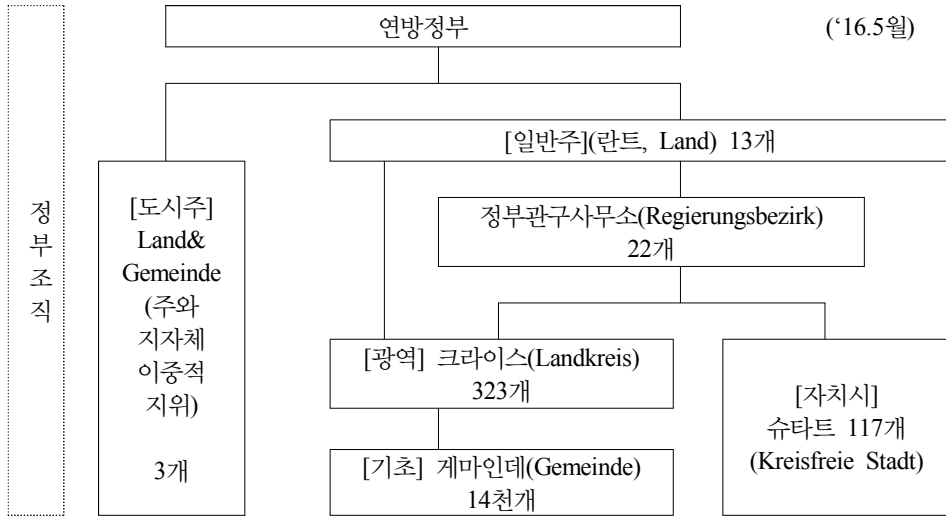 연방정부
(‘16.5월)
[일반주](란트, Land) 13개
정
부
조
직
[도시주]
Land&
Gemeinde
(주와
지자체
이중적
지위)
3개
정부관구사무소(Regierungsbezirk)
22개
[광역] 크라이스(Landkreis)
323개
[자치시]
슈타트 117개
(Kreisfreie Stadt)
[기초] 게마인데(Gemeinde)
14천개